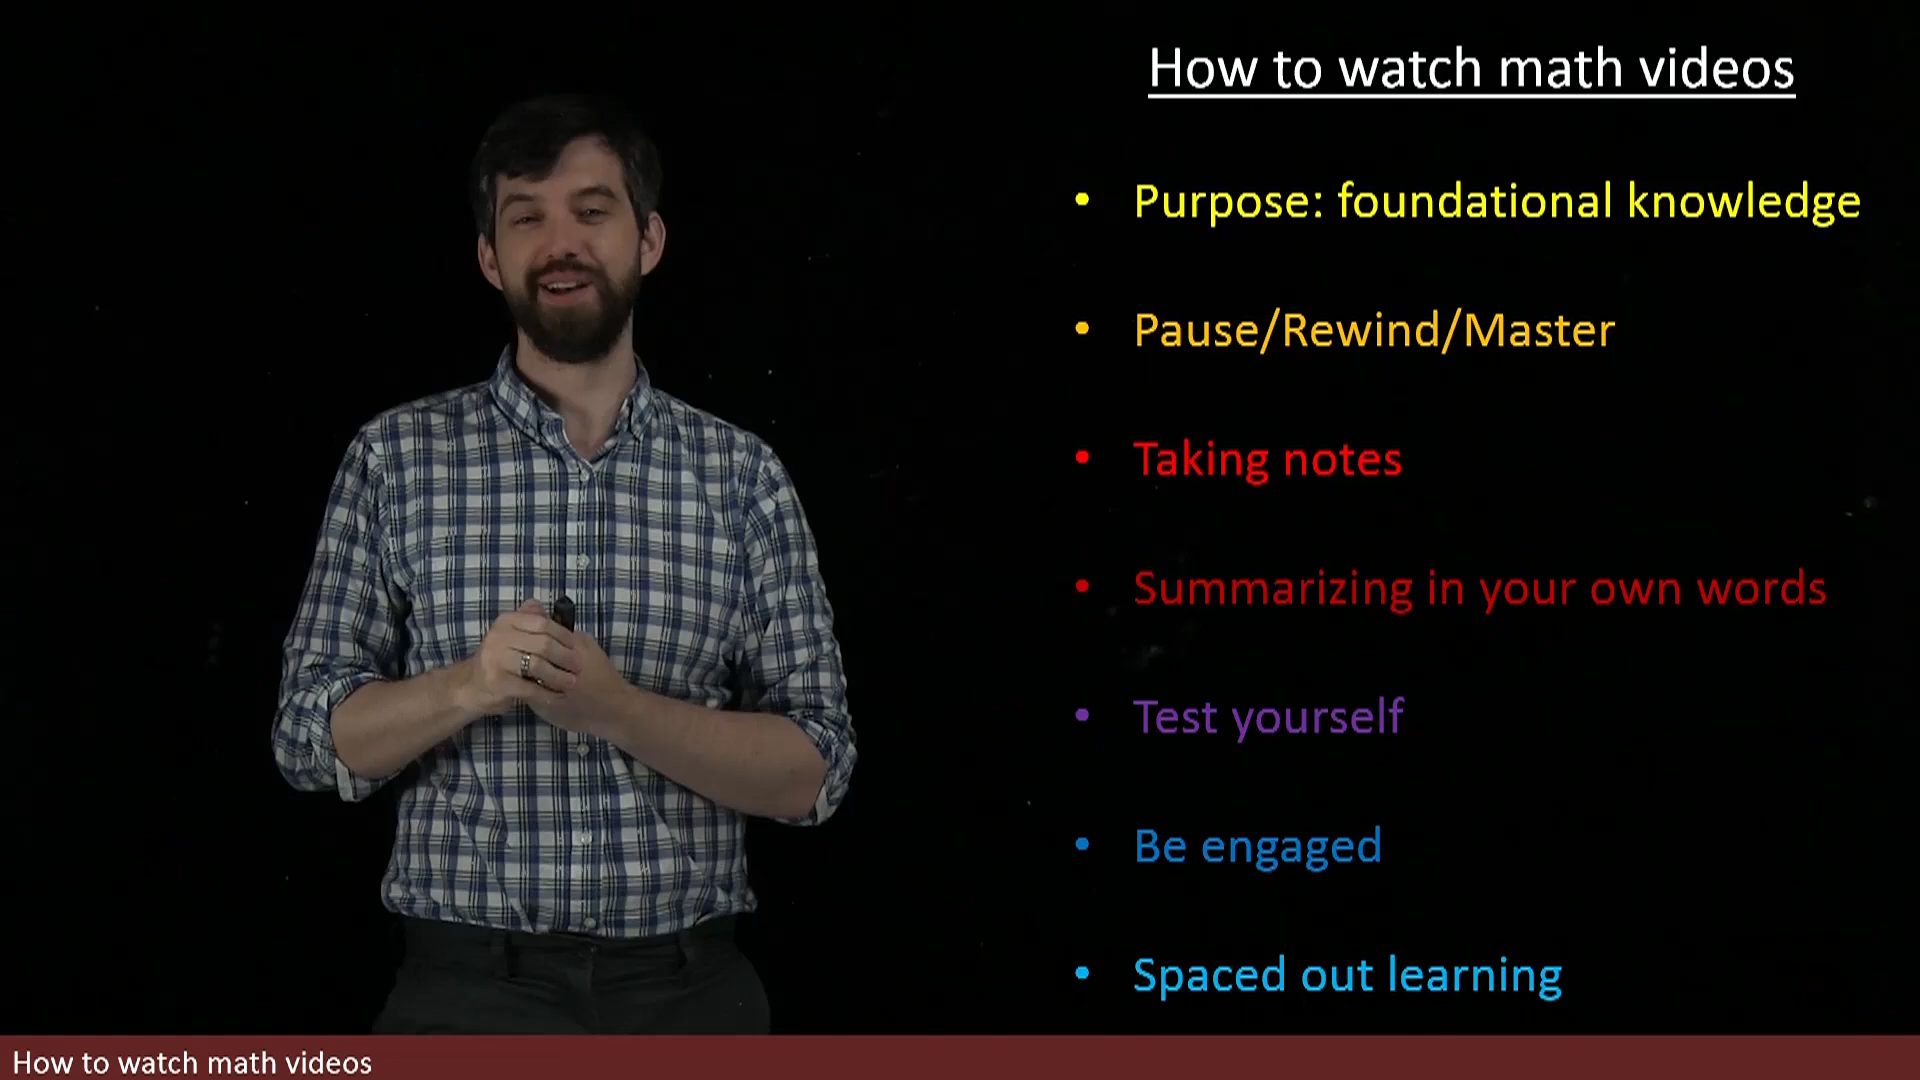 How to watch math videos
• Purpose: foundational knowledge
• Pause/Rewind/Master
• Taking notes
• Summarizing in your own words
• Test yourself
• Be engaged
• Spaced out learning
How to watch math videos